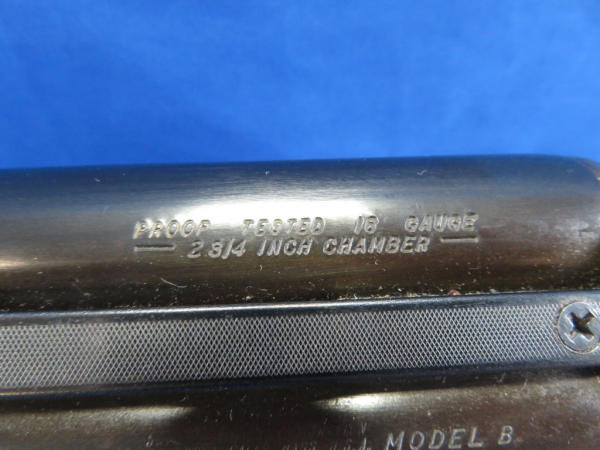 PROOF TESTED 16 GAUGE
— 2 3/4 INCH CHAMBER —
U.S.A. MODEL B.